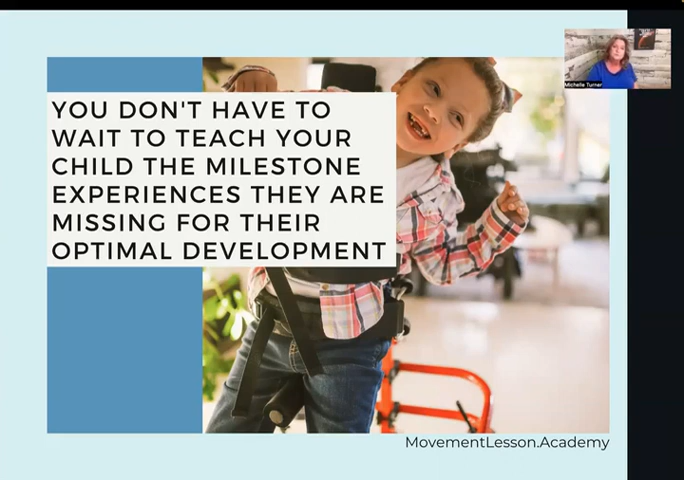 YOU DON'T HAVE TO
WAIT TO TEACH YOUR
CHILD THE MILESTONE
EXPERIENCES THEY ARE
MISSING FOR THEIR
OPTIMAL DEVELOPMENT
Michelle Turner
MovementLesson.Academy